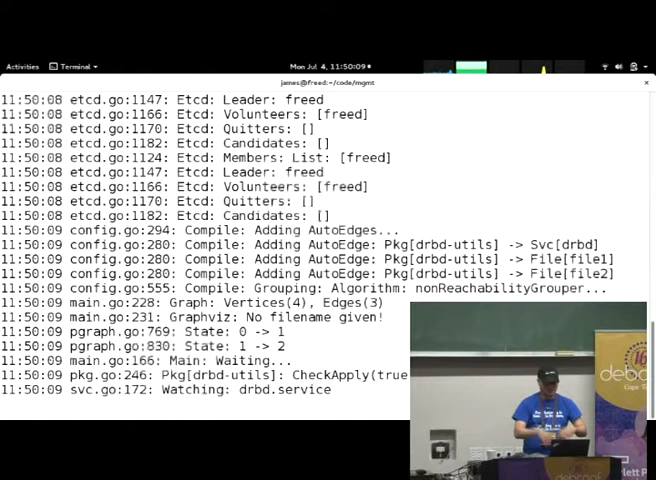 Activities Terminal Mon Jul 4, 11:50:09
james@freed:~/code/mgmt
11:50:08 etcd.go:1147: Etcd: Leader: freed
11:50:08 etcd.go:1166: Etcd: Volunteers: [freed]
11:50:08 etcd.go:1170: Etcd: Quitters: []
11:50:08 etcd.go:1182: Etcd: Candidates: []
11:50:08 etcd.go:1124: Etcd: Members: List: [freed]
11:50:08 etcd.go:1147: Etcd: Leader: freed
11:50:08 etcd.go:1166: Etcd: Volunteers: [freed]
11:50:08 etcd.go:1170: Etcd: Quitters: []
11:50:08 etcd.go:1182: Etcd: Candidates: []
11:50:09 config.go:294: Compile: Adding AutoEdges...
11:50:09 config.go:280: Compile: Adding AutoEdge: Pkg[drbd-utils] -> Svc[drbd]
11:50:09 config.go:280: Compile: Adding AutoEdge: Pkg[drbd-utils] -> File[file1]
11:50:09 config.go:280: Compile: Adding AutoEdge: Pkg[drbd-utils] -> File[file2]
11:50:09 config.go:555: Compile: Grouping: Algorithm: nonReachabilityGrouper...
11:50:09 main.go:228: Graph: Vertices(4), Edges(3)
11:50:09 main.go:231: Graphviz: No filename given!
11:50:09 pgraph.go:769: State: 0 -> 1
11:50:09 pgraph.go:830: State: 1 -> 2
11:50:09 main.go:166: Main: Waiting...
11:50:09 pkg.go:246: Pkg[drbd-utils]: CheckApply(true
11:50:09 svc.go:172: Watching: drbd.service
16
debco
Cape T